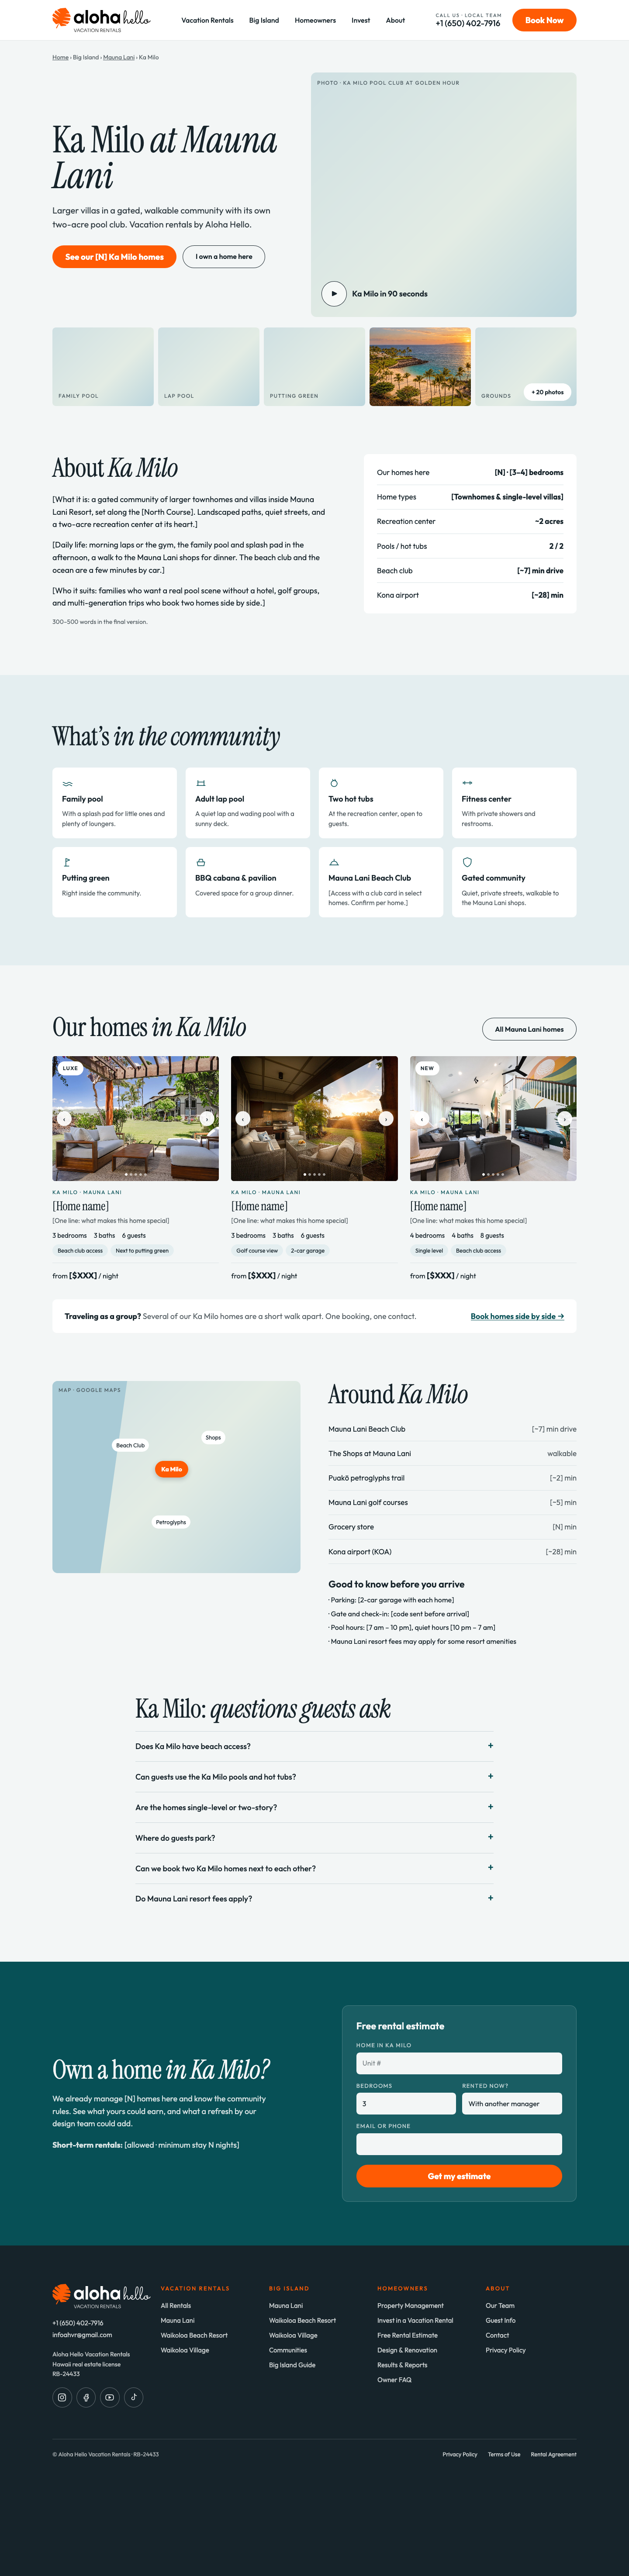 aloha hello
VACATION RENTALS
Vacation Rentals
Big Island
Homeowners
Invest
About
CALL US · LOCAL TEAM
+1 (650) 402-7916
Book Now
Home › Big Island › Mauna Lani › Ka Milo
PHOTO · KA MILO POOL CLUB AT GOLDEN HOUR
Ka Milo at Mauna
Lani
Larger villas in a gated, walkable community with its own
two-acre pool club. Vacation rentals by Aloha Hello.
See our [N] Ka Milo homes
I own a home here
Ka Milo in 90 seconds
FAMILY POOL
LAP POOL
PUTTING GREEN
GROUNDS
+ 20 photos
About Ka Milo
[What it is: a gated community of larger townhomes and villas inside Mauna
Lani Resort, set along the [North Course]. Landscaped paths, quiet streets, and
a two-acre recreation center at its heart.]
[Daily life: morning laps or the gym, the family pool and splash pad in the
afternoon, a walk to the Mauna Lani shops for dinner. The beach club and the
ocean are a few minutes by car.]
[Who it suits: families who want a real pool scene without a hotel, golf groups,
and multi-generation trips who book two homes side by side.]
300–500 words in the final version.
Our homes here [N] · [3–4] bedrooms
Home types [Townhomes & single-level villas]
Recreation center ~2 acres
Pools / hot tubs 2 / 2
Beach club [~7] min drive
Kona airport [~28] min
What's in the community
Family pool
With a splash pad for little ones and
plenty of loungers.
Adult lap pool
A quiet lap and wading pool with a
sunny deck.
Two hot tubs
At the recreation center, open to
guests.
Fitness center
With private showers and
restrooms.
Putting green
Right inside the community.
BBQ cabana & pavilion
Covered space for a group dinner.
Mauna Lani Beach Club
[Access with a club card in select
homes. Confirm per home.]
Gated community
Quiet, private streets, walkable to
the Mauna Lani shops.
Our homes in Ka Milo
All Mauna Lani homes
LUXE
KA MILO · MAUNA LANI
[Home name]
[One line: what makes this home special]
3 bedrooms 3 baths 6 guests
Beach club access
Next to putting green
from [$XXX] / night
KA MILO · MAUNA LANI
[Home name]
[One line: what makes this home special]
3 bedrooms 3 baths 6 guests
Golf course view
2-car garage
from [$XXX] / night
NEW
KA MILO · MAUNA LANI
[Home name]
[One line: what makes this home special]
4 bedrooms 4 baths 8 guests
Single level
Beach club access
from [$XXX] / night
Traveling as a group? Several of our Ka Milo homes are a short walk apart. One booking, one contact.
Book homes side by side →
MAP · GOOGLE MAPS
Beach Club
Shops
Ka Milo
Petroglyphs
Around Ka Milo
Mauna Lani Beach Club [~7] min drive
The Shops at Mauna Lani walkable
Puakō petroglyphs trail [~2] min
Mauna Lani golf courses [~5] min
Grocery store [N] min
Kona airport (KOA) [~28] min
Good to know before you arrive
· Parking: [2-car garage with each home]
· Gate and check-in: [code sent before arrival]
· Pool hours: [7 am – 10 pm], quiet hours [10 pm – 7 am]
· Mauna Lani resort fees may apply for some resort amenities
Ka Milo: questions guests ask
Does Ka Milo have beach access? +
Can guests use the Ka Milo pools and hot tubs? +
Are the homes single-level or two-story? +
Where do guests park? +
Can we book two Ka Milo homes next to each other? +
Do Mauna Lani resort fees apply? +
Own a home in Ka Milo?
We already manage [N] homes here and know the community
rules. See what yours could earn, and what a refresh by our
design team could add.
Short-term rentals: [allowed · minimum stay N nights]
Free rental estimate
HOME IN KA MILO
Unit #
BEDROOMS
RENTED NOW?
3
With another manager
EMAIL OR PHONE
Get my estimate
aloha hello
VACATION RENTALS
+1 (650) 402-7916
infoahvr@gmail.com
Aloha Hello Vacation Rentals
Hawaii real estate license
RB-24433
VACATION RENTALS
All Rentals
Mauna Lani
Waikoloa Beach Resort
Waikoloa Village
BIG ISLAND
Mauna Lani
Waikoloa Beach Resort
Waikoloa Village
Communities
Big Island Guide
HOMEOWNERS
Property Management
Invest in a Vacation Rental
Free Rental Estimate
Design & Renovation
Results & Reports
Owner FAQ
ABOUT
Our Team
Guest Info
Contact
Privacy Policy
© Aloha Hello Vacation Rentals · RB-24433
Privacy Policy
Terms of Use
Rental Agreement